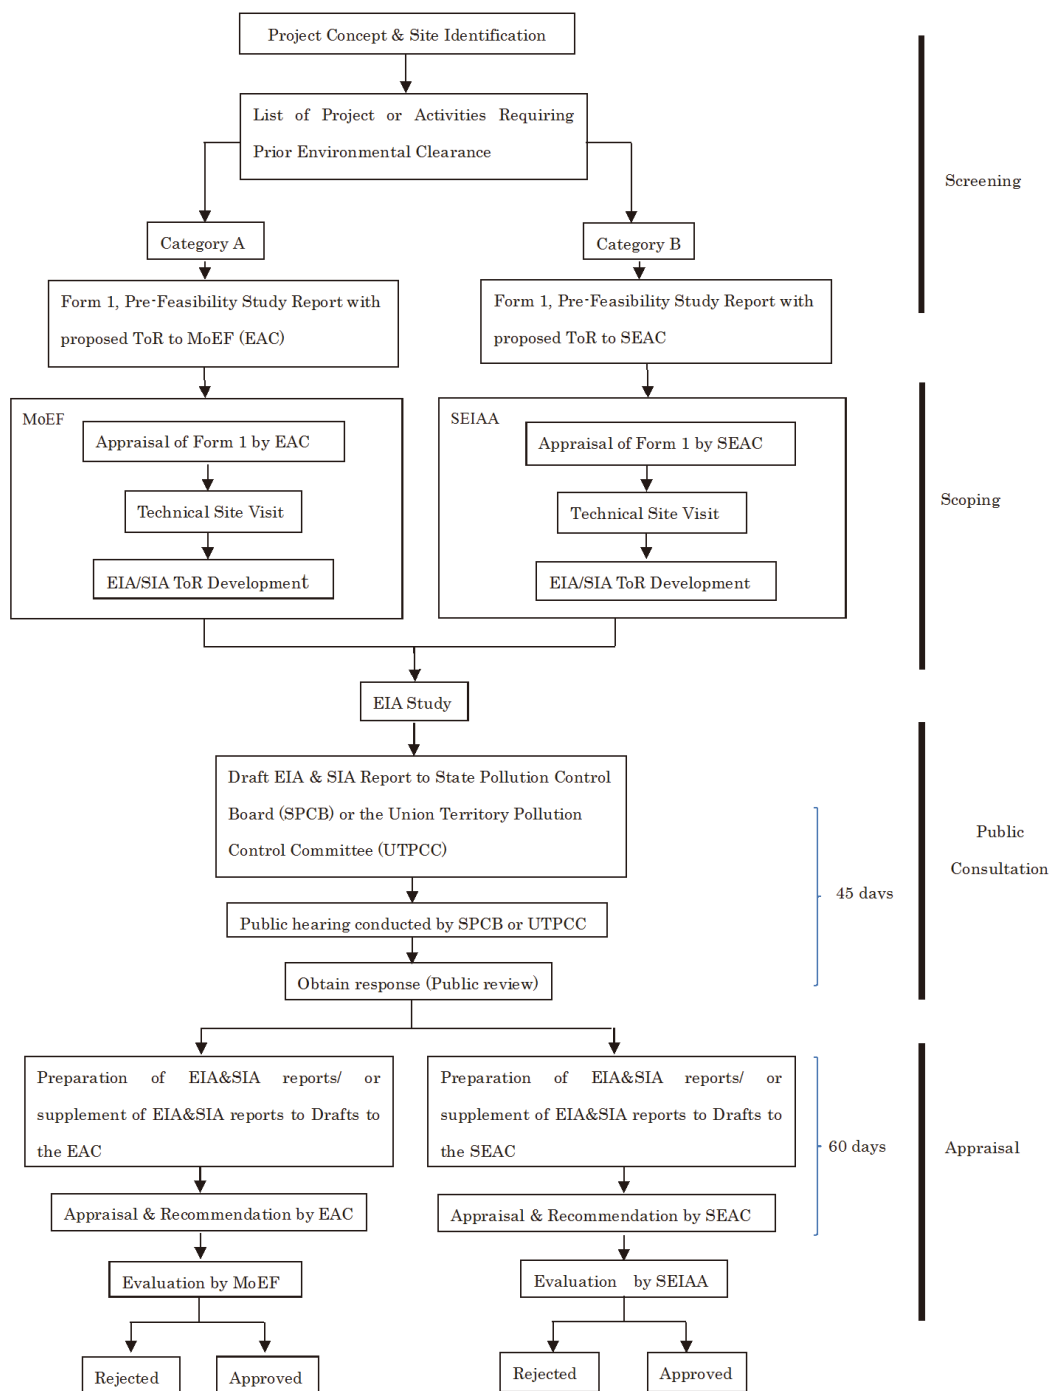 Project Concept & Site Identification
List of Project or Activities Requiring
Prior Environmental Clearance
Screening
Category A
Category B
Form 1, Pre-Feasibility Study Report with
proposed ToR to MoEF (EAC)
Form 1, Pre-Feasibility Study Report with
proposed ToR to SEAC
MoEF
Appraisal of Form 1 by EAC
Technical Site Visit
EIA/SIA ToR Development
SEIAA
Appraisal of Form 1 by SEAC
Technical Site Visit
EIA/SIA ToR Development
Scoping
EIA Study
Draft EIA & SIA Report to State Pollution Control
Board (SPCB) or the Union Territory Pollution
Control Committee (UTPCC)
Public hearing conducted by SPCB or UTPCC
Obtain response (Public review)
45 days
Public
Consultation
Preparation of EIA&SIA reports/ or
supplement of EIA&SIA reports to Drafts to
the EAC
Preparation of EIA&SIA reports/ or
supplement of EIA&SIA reports to Drafts to
the SEAC
60 days
Appraisal
Appraisal & Recommendation by EAC
Appraisal & Recommendation by SEAC
Evaluation by MoEF
Evaluation by SEIAA
Rejected
Approved
Rejected
Approved